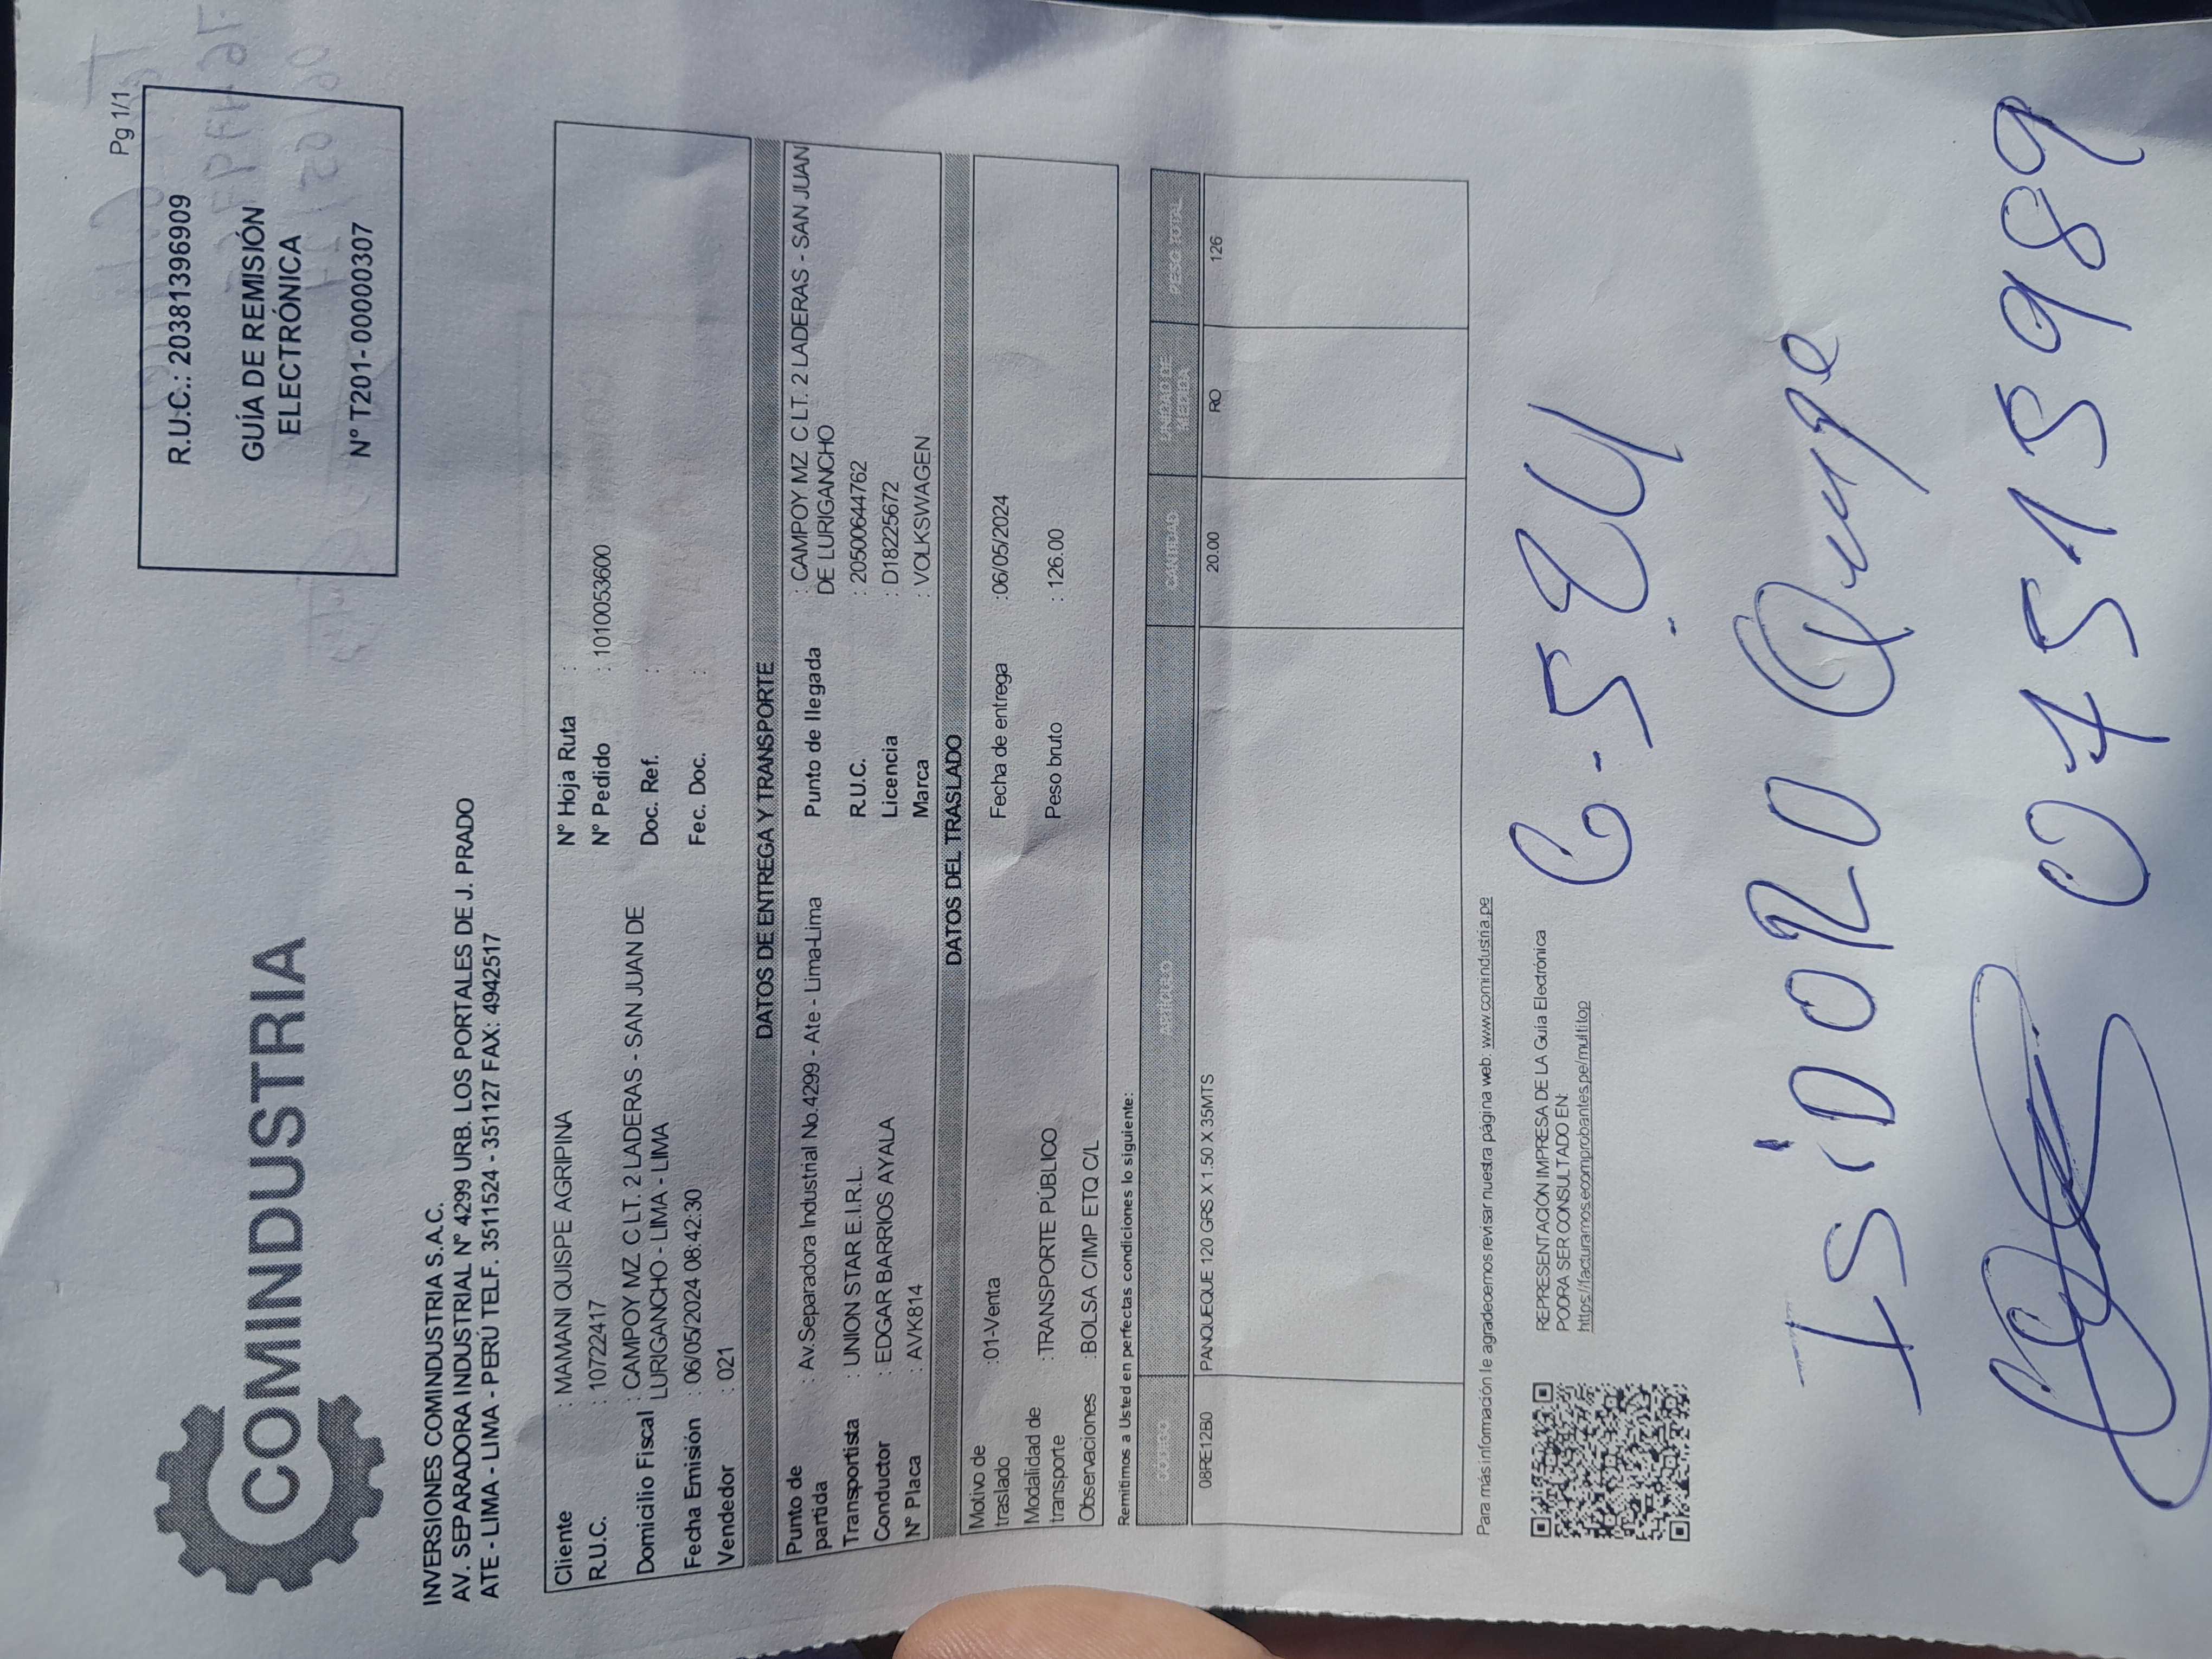 Pg 1/1
COMINDUSTRIA
R.U.C.: 20381396909
GUÍA DE REMISIÓN
ELECTRÓNICA
N° T201-00000307
INVERSIONES COMINDUSTRIA S.A.C.
AV. SEPARADORA INDUSTRIAL N° 4299 URB. LOS PORTALES DE J. PRADO
ATE - LIMA - LIMA - PERÚ TELF. 3511524 - 351127 FAX: 4942517
Cliente : MAMANI QUISPE AGRIPINA N° Hoja Ruta :
R.U.C. : 10722417 N° Pedido : 1010053600
Domicilio Fiscal : CAMPOY MZ. C LT. 2 LADERAS - SAN JUAN DE Doc. Ref. :
LURIGANCHO - LIMA - LIMA
Fecha Emisión : 06/05/2024 08:42:30 Fec. Doc. :
Vendedor : 021
DATOS DE ENTREGA Y TRANSPORTE
Punto de partida : Av.Separadora Industrial No.4299 - Ate - Lima-Lima Punto de llegada : CAMPOY MZ. C LT. 2 LADERAS - SAN JUAN
DE LURIGANCHO
Transportista : UNION STAR E.I.R.L. R.U.C. : 20500644762
Conductor : EDGAR BARRIOS AYALA Licencia : D18225672
N° Placa : AVK814 Marca : VOLKSWAGEN
DATOS DEL TRASLADO
Motivo de traslado :01-Venta Fecha de entrega :06/05/2024
Modalidad de transporte :TRANSPORTE PÚBLICO Peso bruto : 126.00
Observaciones :BOLSA C/IMP ETQ C/L
Remitimos a Usted en perfectas condiciones lo siguiente:
CODIGO ARTICULO CANTIDAD UNIDAD DE MEDIDA PESO TOTAL
08RE12B0 PANQUEQUE 120 GRS X 1.50 X 35MTS 20.00 RO 126
Para más información le agradecemos revisar nuestra página web: www.comindustria.pe
REPRESENTACIÓN IMPRESA DE LA Guía Electrónica
PODRA SER CONSULTADO EN:
https://facturaramos.ecomprobantes.pe/multitop
ISiDORO
07515989